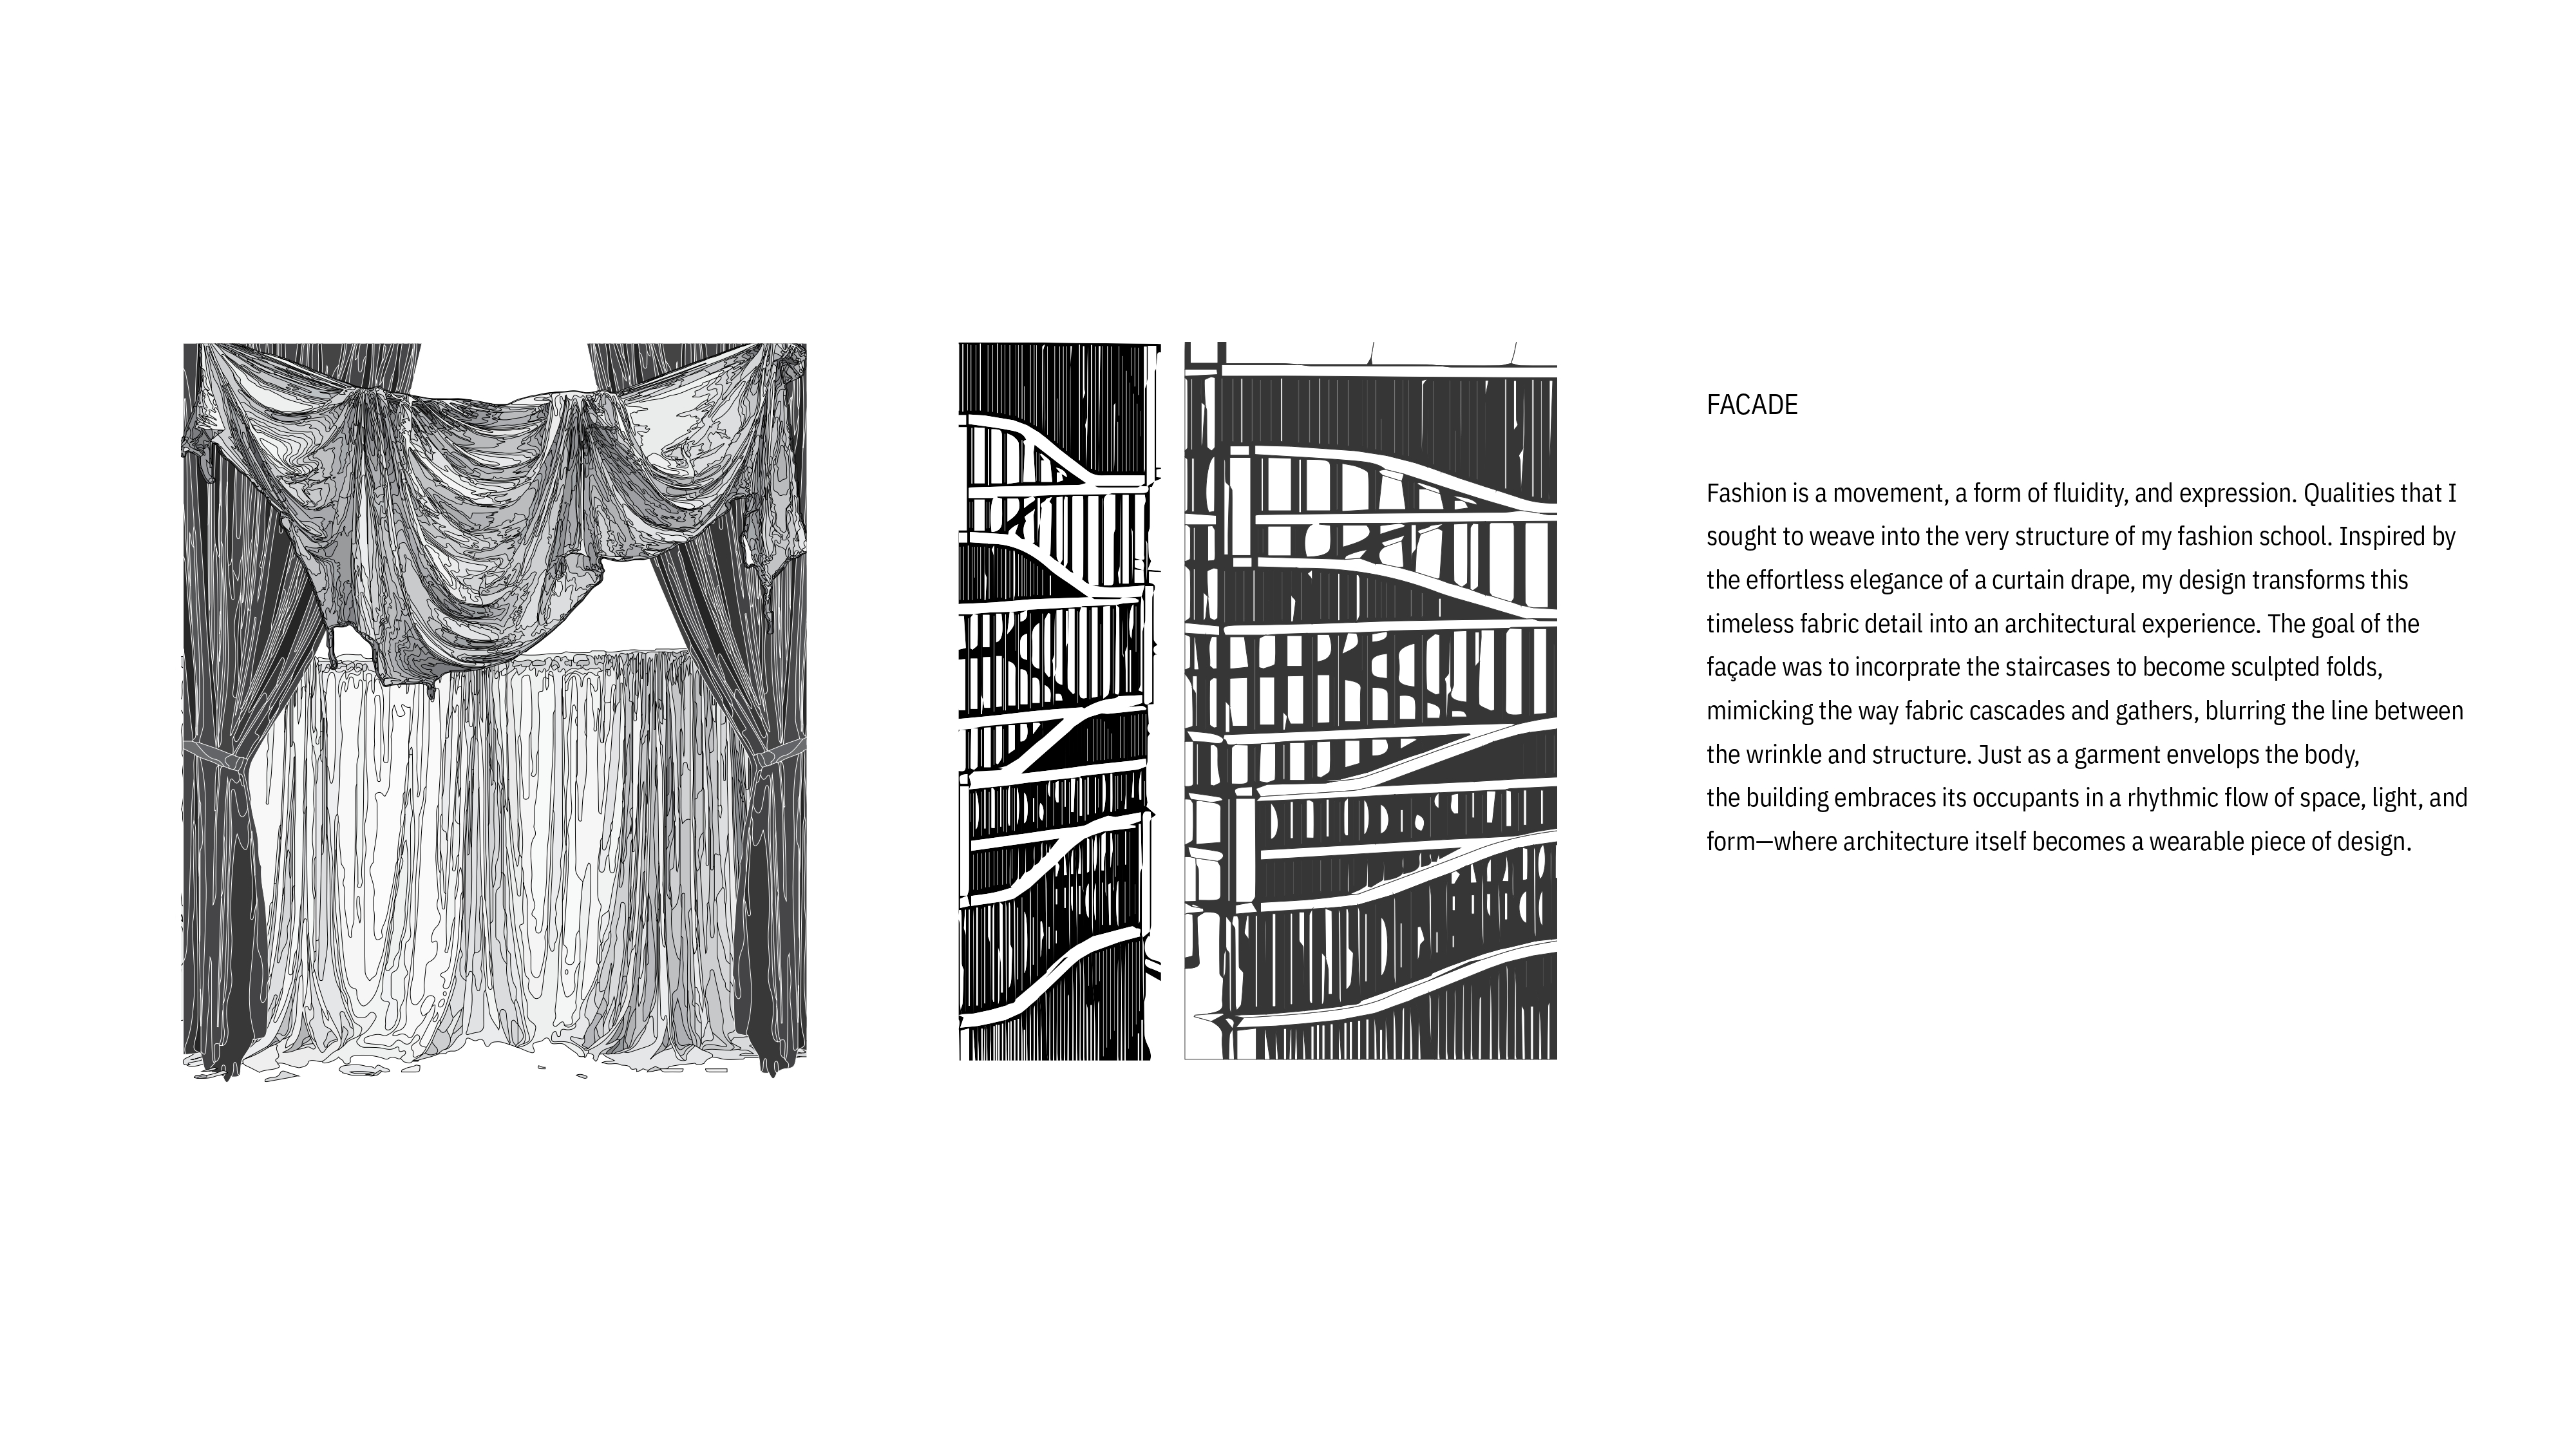 FACADE
Fashion is a movement, a form of fluidity, and expression. Qualities that I
sought to weave into the very structure of my fashion school. Inspired by
the effortless elegance of a curtain drape, my design transforms this
timeless fabric detail into an architectural experience. The goal of the
façade was to incorprate the staircases to become sculpted folds,
mimicking the way fabric cascades and gathers, blurring the line between
the wrinkle and structure. Just as a garment envelops the body,
the building embraces its occupants in a rhythmic flow of space, light, and
form—where architecture itself becomes a wearable piece of design.